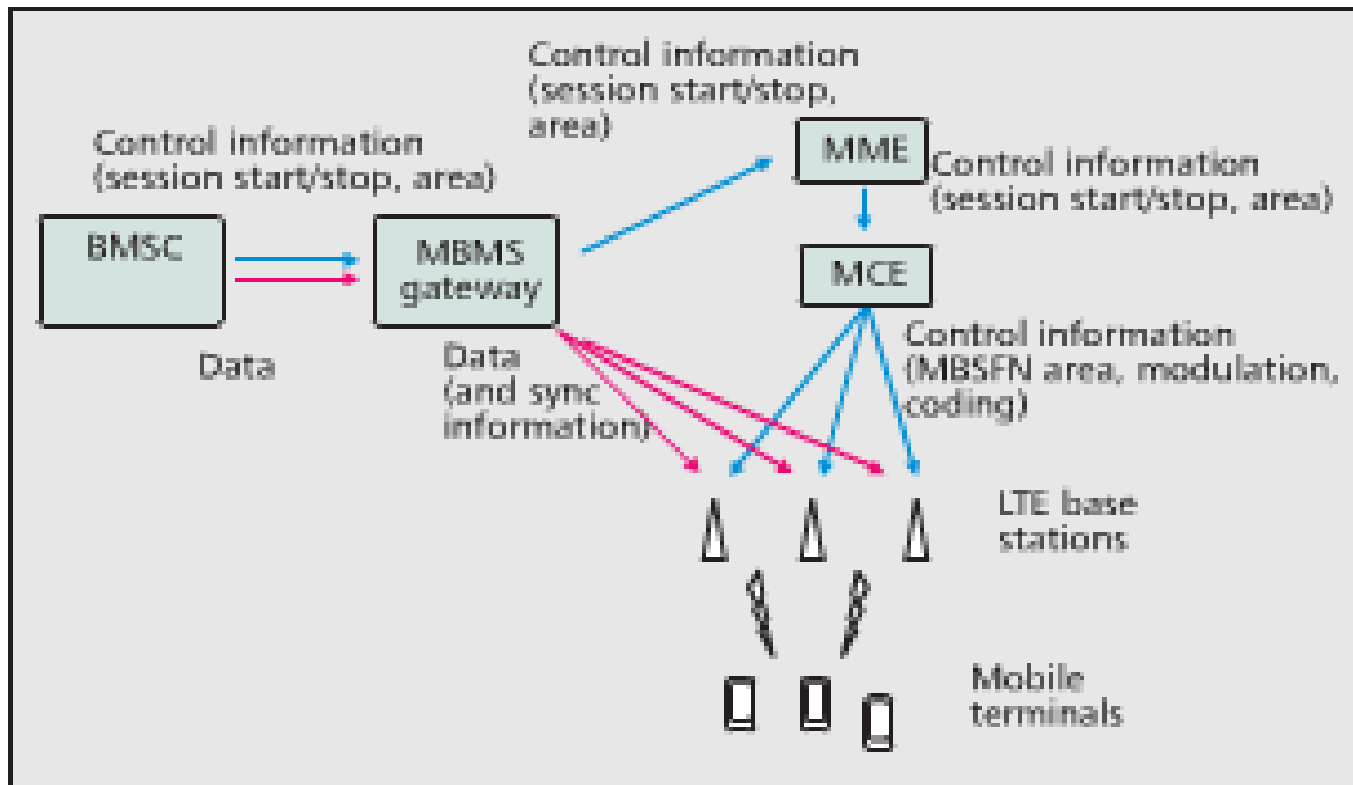 Control information
(session start/stop,
area)
Control information
(session start/stop, area)
MME
Control information
(session start/stop, area)
BMSC
MBMS
gateway
MCE
Data
Data
(and sync
information)
Control information
(MBSFN area, modulation,
coding)
LTE base
stations
Mobile
terminals